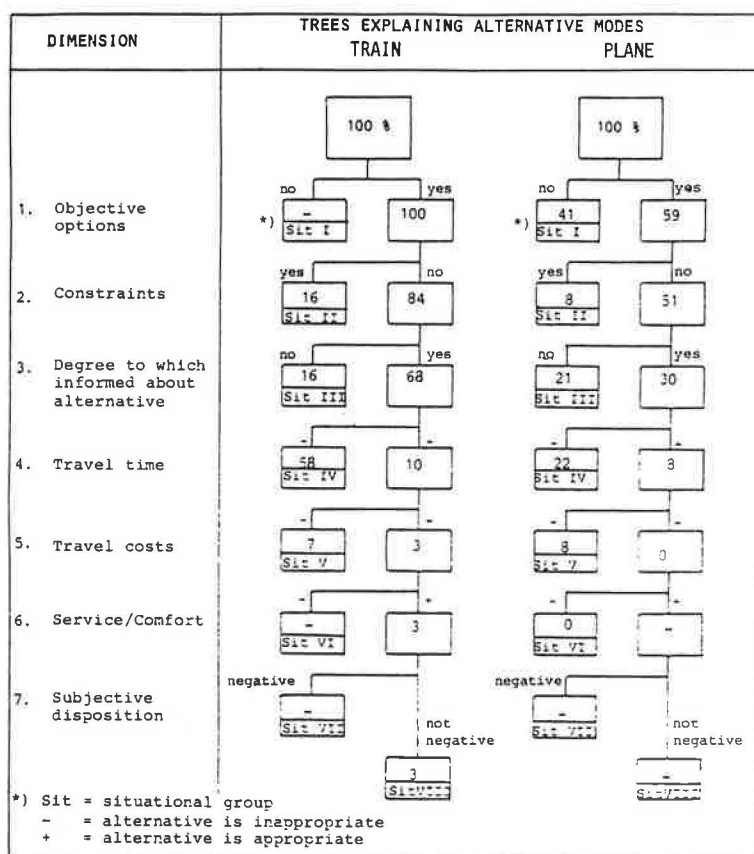 DIMENSION
TREES EXPLAINING ALTERNATIVE MODES
TRAIN PLANE
100 % 100 %
no yes no yes
1. Objective options
*) - 100 *) 41 59
Sit I Sit I
yes no yes no
2. Constraints
16 84 8 51
Sit II Sit II
no yes no yes
3. Degree to which
informed about
alternative
16 68 21 30
Sit III Sit III
4. Travel time
58 10 22
Sit IV Sit IV
5. Travel costs
7 3 8 0
Sit V Sit V
- + - +
6. Service/Comfort
- 3 0 -
Sit VI Sit VI
negative negative
7. Subjective
disposition
- -
Sit VII Sit VII
not
negative
not
negative
3 -
Sit VIII
*) Sit = situational group
- = alternative is inappropriate
+ = alternative is appropriate